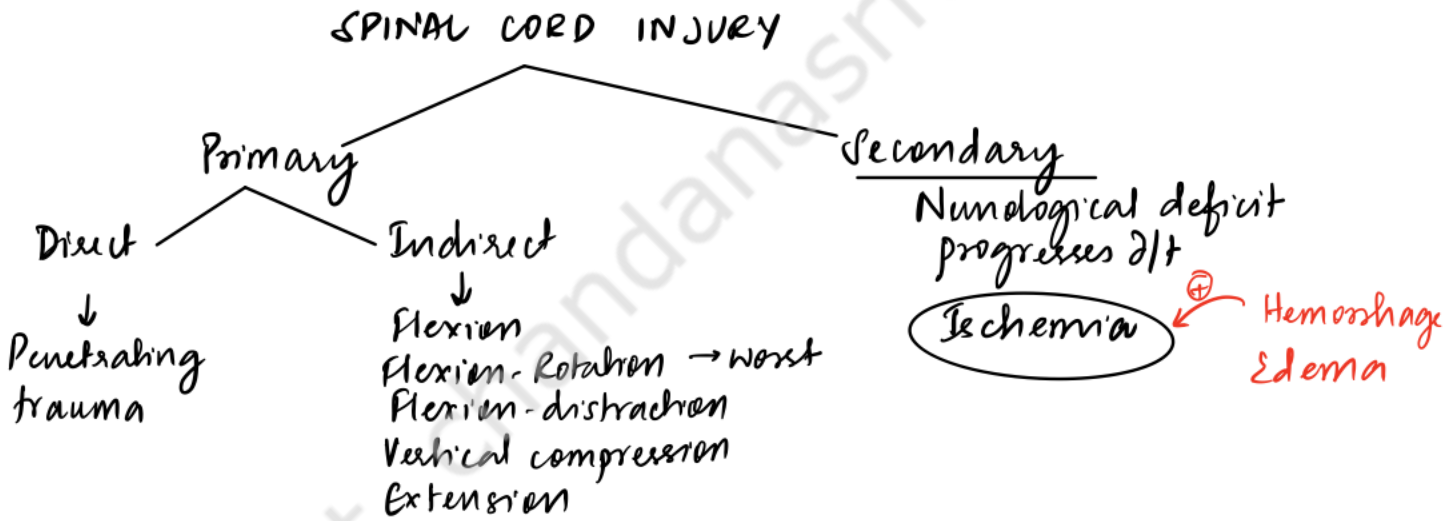 SPINAL CORD INJURY
Primary
Secondary
Direct
Indirect
Neurological deficit
progresses d/t
↓
Penetrating
trauma
↓
Flexion
Flexion-Rotation → worst
Flexion-distraction
Vertical compression
Extension
Ischemia
⊕
Hemorrhage
Edema
chandanasr